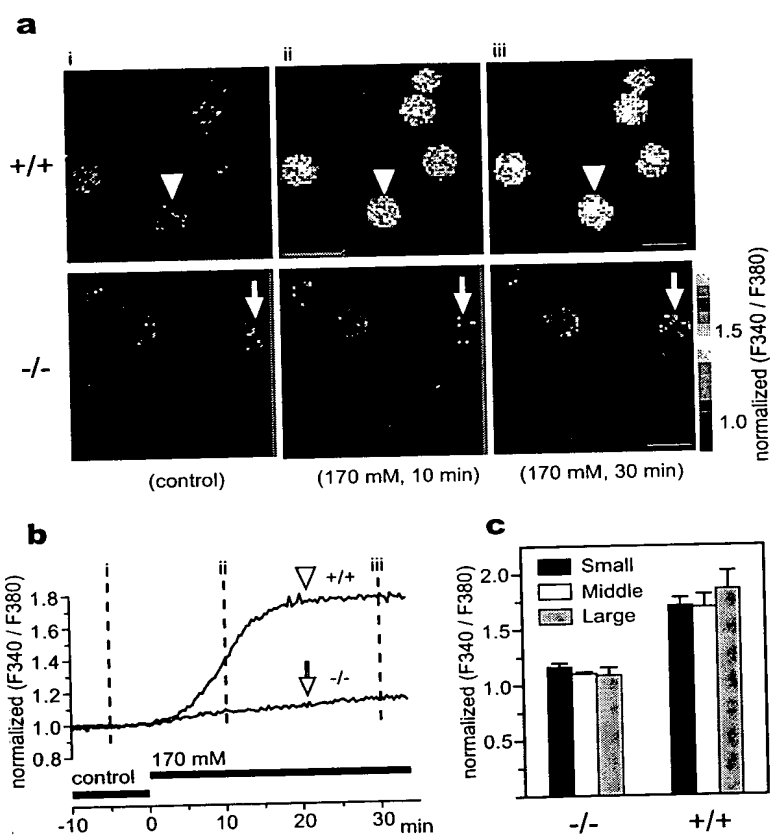 a
i ii iii
+/+
-/-
1.5
1.0
normalized (F340 / F380)
(control) (170 mM, 10 min) (170 mM, 30 min)
b
i ii iii
+/+
-/-
1.8
1.6
1.4
1.2
1.0
0.8
normalized (F340 / F380)
control
170 mM
-10 0 10 20 30 min
c
Small
Middle
Large
2.0
1.5
1.0
0.5
normalized (F340 / F380)
-/- +/+